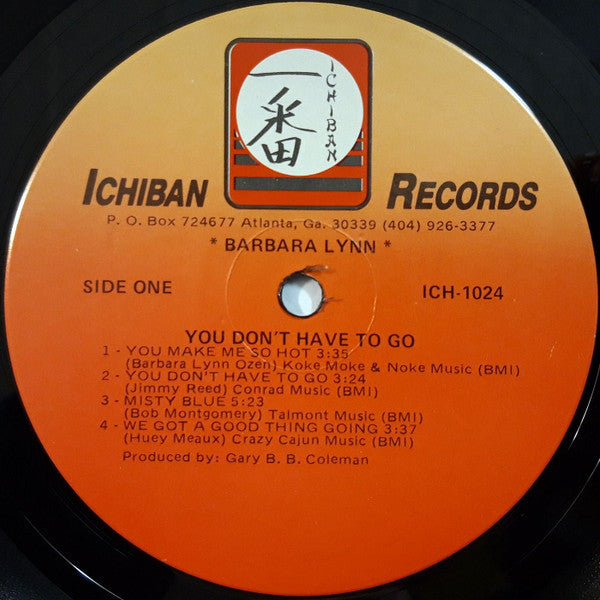 一番
ICHIBAN
ICHIBAN RECORDS
P. O. Box 724677 Atlanta, Ga. 30339 (404) 926-3377
* BARBARA LYNN *
SIDE ONE
ICH-1024
YOU DON'T HAVE TO GO
1 - YOU MAKE ME SO HOT 3:35
(Barbara Lynn Ozen) Koke Moke & Noke Music (BMI)
2 - YOU DON'T HAVE TO GO 3:24
(Jimmy Reed) Conrad Music (BMI)
3 - MISTY BLUE 5:23
(Bob Montgomery) Talmont Music (BMI)
4 - WE GOT A GOOD THING GOING 3:37
(Huey Meaux) Crazy Cajun Music (BMI)
Produced by: Gary B. B. Coleman